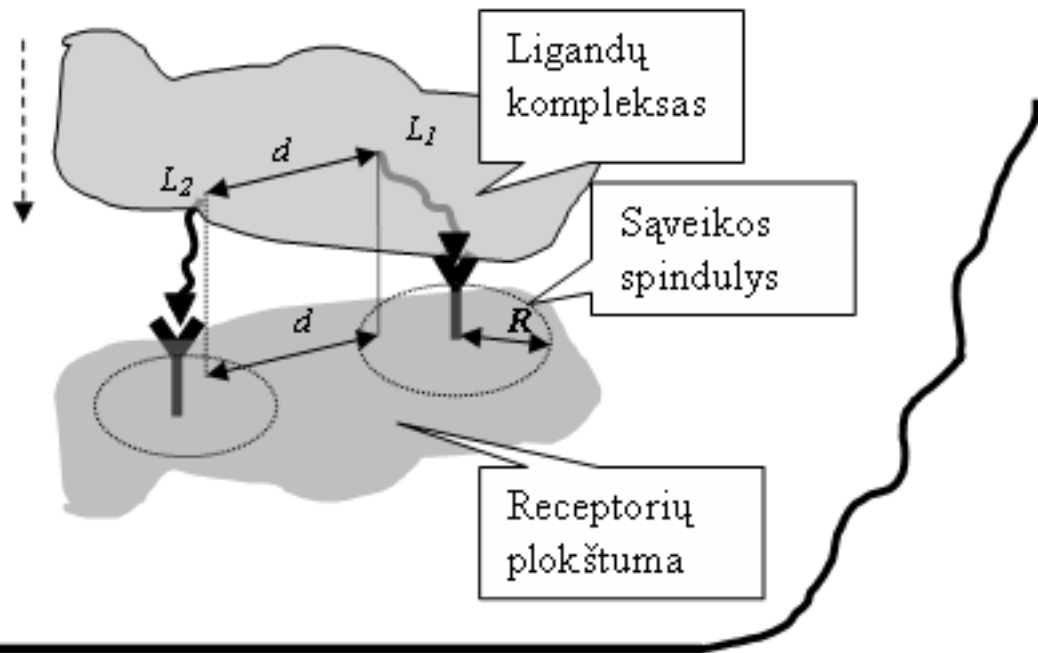 Ligandų
kompleksas
L1
d
L2
Sąveikos
spindulys
d
R
Receptorių
plokštuma